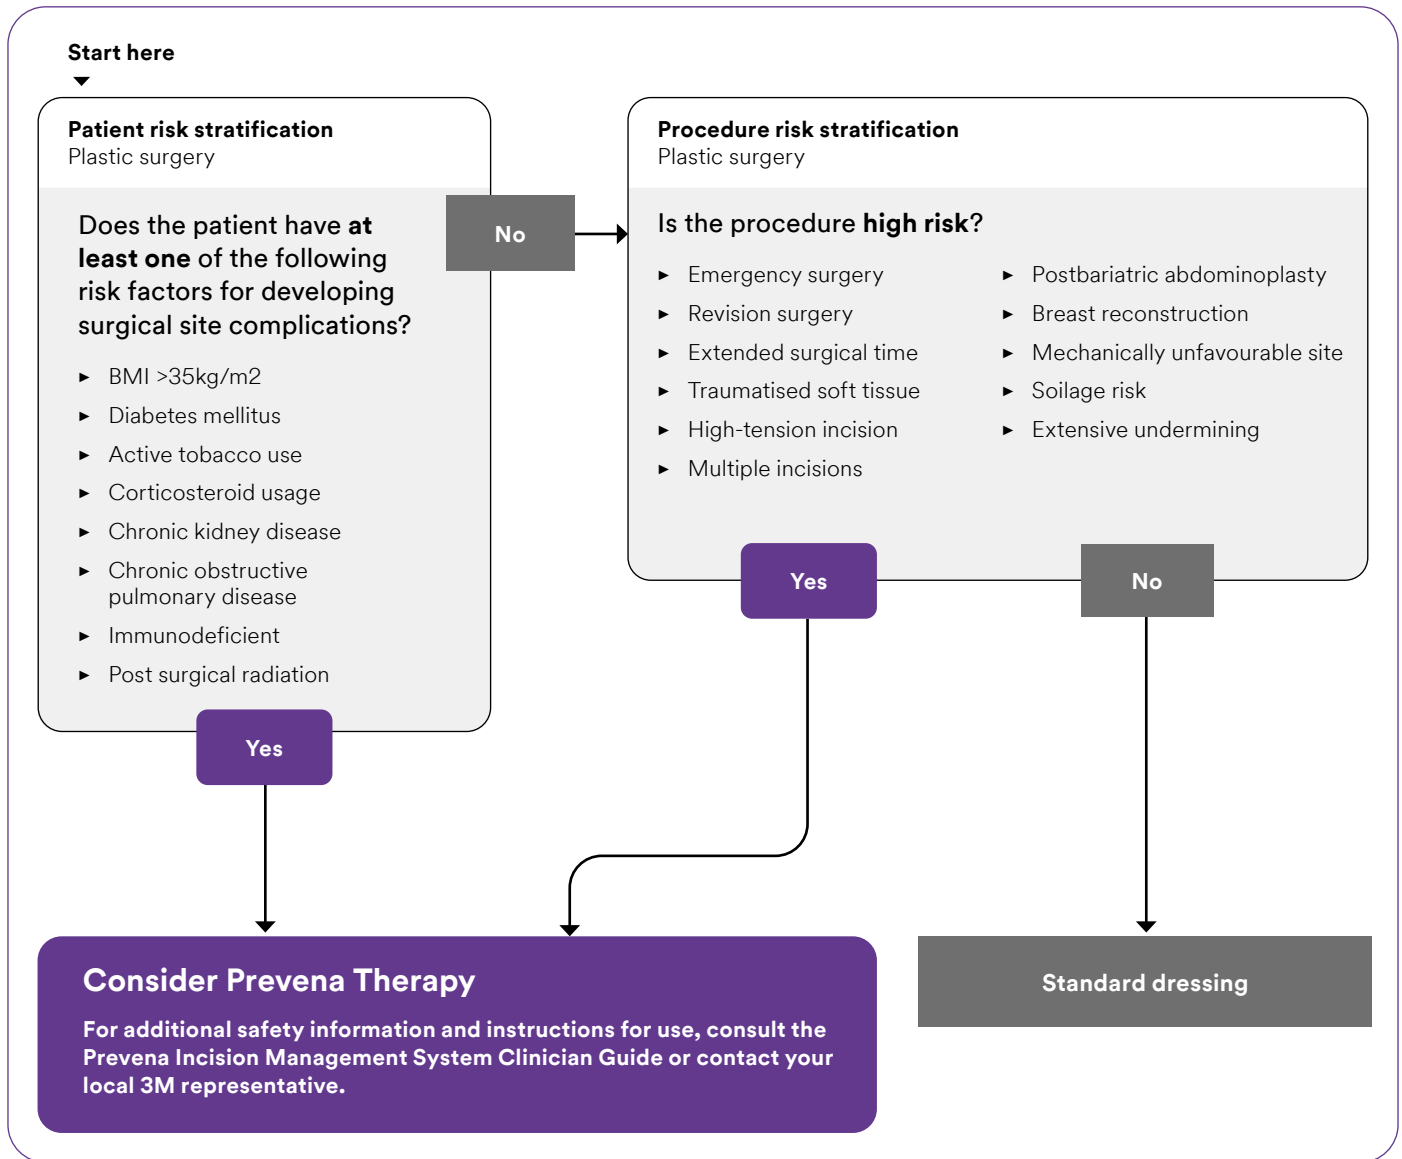 Start here
Patient risk stratification
Plastic surgery
Does the patient have at
least one of the following
risk factors for developing
surgical site complications?
► BMI >35kg/m2
► Diabetes mellitus
► Active tobacco use
► Corticosteroid usage
► Chronic kidney disease
► Chronic obstructive
pulmonary disease
► Immunodeficient
► Post surgical radiation
Yes
No
Procedure risk stratification
Plastic surgery
Is the procedure high risk?
► Emergency surgery
► Revision surgery
► Extended surgical time
► Traumatised soft tissue
► High-tension incision
► Multiple incisions
► Postbariatric abdominoplasty
► Breast reconstruction
► Mechanically unfavourable site
► Soilage risk
► Extensive undermining
Yes
No
Consider Prevena Therapy
For additional safety information and instructions for use, consult the
Prevena Incision Management System Clinician Guide or contact your
local 3M representative.
Standard dressing